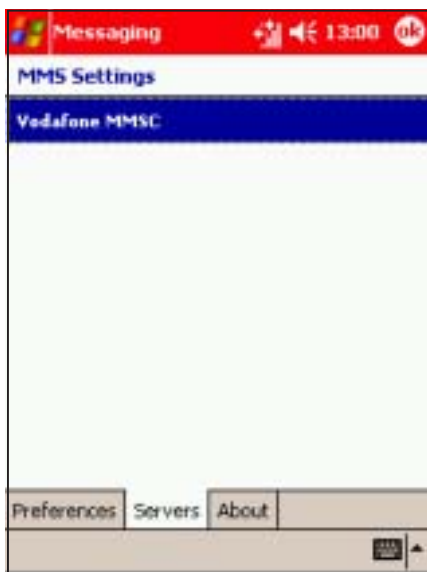 Messaging 13:00 ok
MMS Settings
Vodafone MMSC
Preferences Servers About